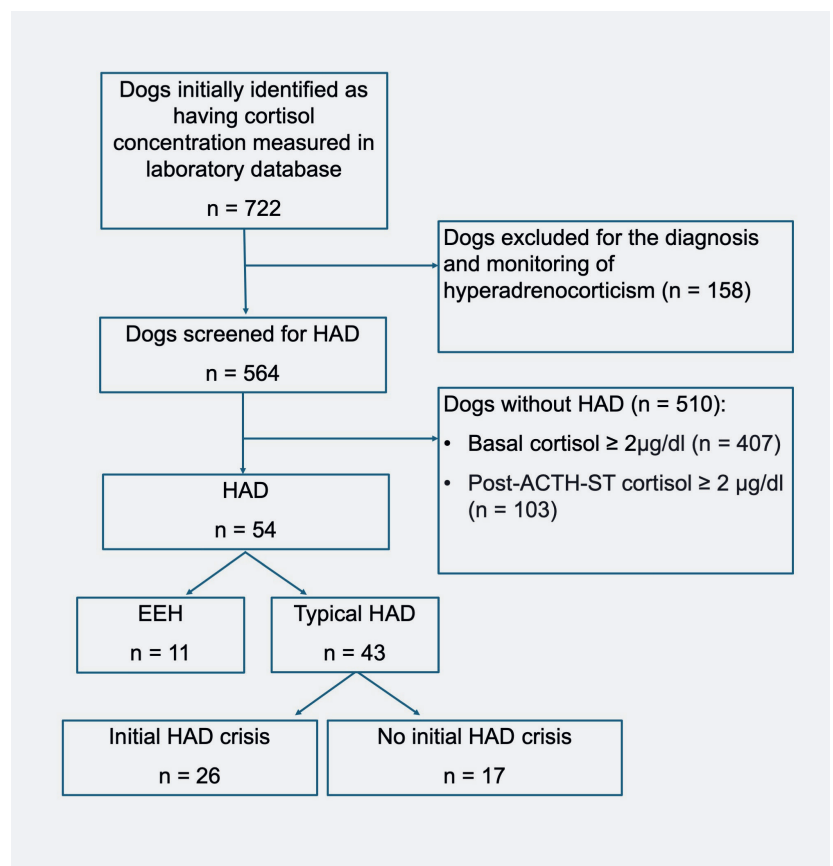 Dogs initially identified as
having cortisol
concentration measured in
laboratory database
n = 722
Dogs excluded for the diagnosis
and monitoring of
hyperadrenocorticism (n = 158)
Dogs screened for HAD
n = 564
Dogs without HAD (n = 510):
• Basal cortisol ≥ 2µg/dl (n = 407)
• Post-ACTH-ST cortisol ≥ 2 µg/dl
(n = 103)
HAD
n = 54
EEH
n = 11
Typical HAD
n = 43
Initial HAD crisis
n = 26
No initial HAD crisis
n = 17